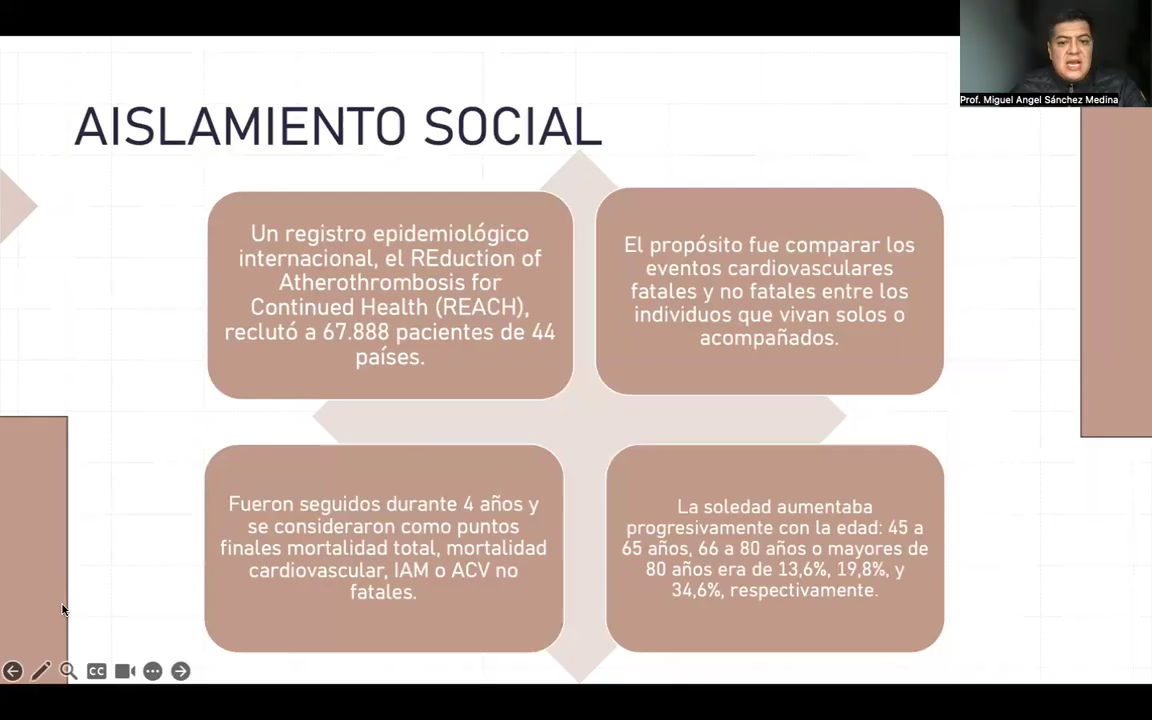 Prof. Miguel Angel Sánchez Medina
AISLAMIENTO SOCIAL
Un registro epidemiológico
internacional, el REduction of
Atherothrombosis for
Continued Health (REACH),
reclutó a 67.888 pacientes de 44
países.
El propósito fue comparar los
eventos cardiovasculares
fatales y no fatales entre los
individuos que vivan solos o
acompañados.
Fueron seguidos durante 4 años y
se consideraron como puntos
finales mortalidad total, mortalidad
cardiovascular, IAM o ACV no
fatales.
La soledad aumentaba
progresivamente con la edad: 45 a
65 años, 66 a 80 años o mayores de
80 años era de 13,6%, 19,8%, y
34,6%, respectivamente.
CC